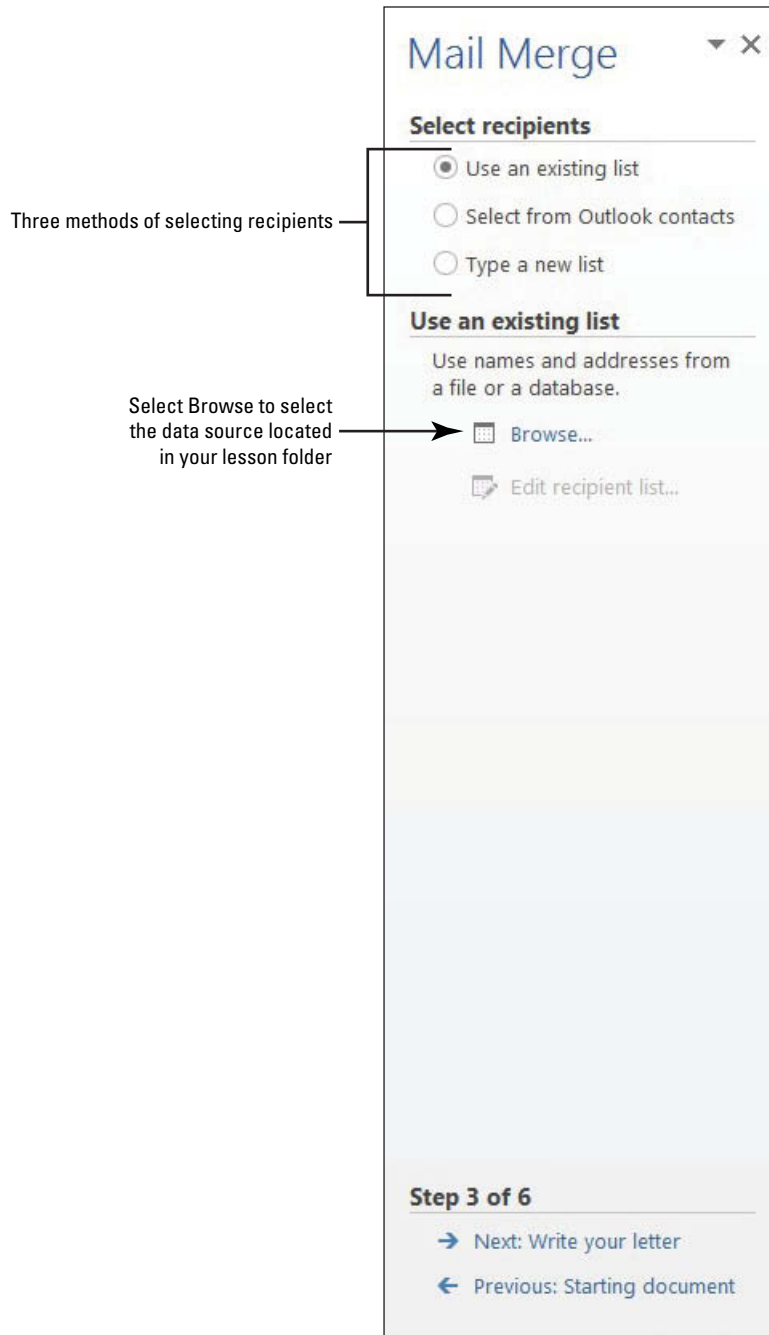 Mail Merge
Select recipients
Use an existing list
Select from Outlook contacts
Type a new list
Three methods of selecting recipients
Use an existing list
Use names and addresses from
a file or a database.
Select Browse to select
the data source located
in your lesson folder
Browse...
Edit recipient list...
Step 3 of 6
Next: Write your letter
Previous: Starting document